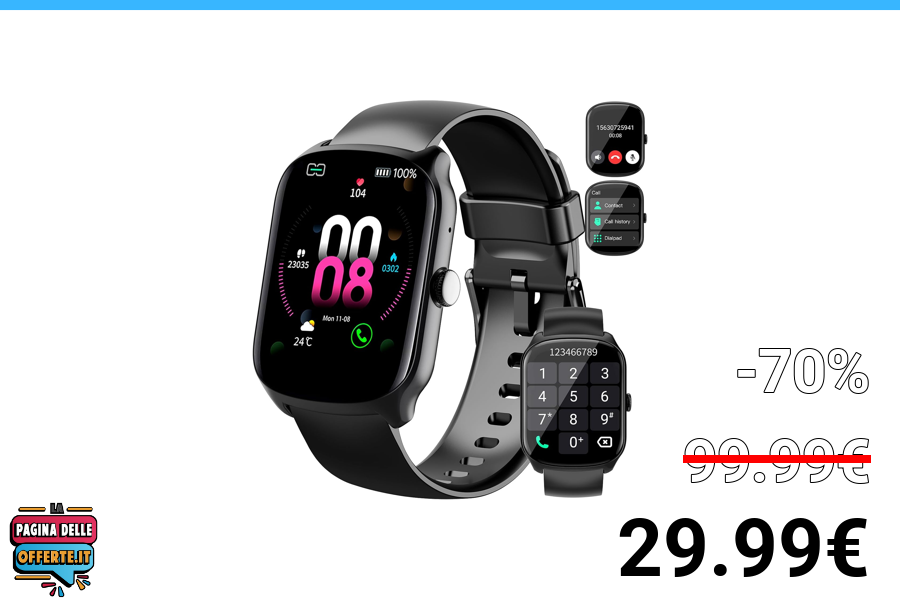 100%
104
00
08
23035
0302
Mon 11-08
24℃
15630725941
00:08
Call
Contact
Call history
Dialpad
123466789
1 2 3
4 5 6
7* 8 9#
0+
-70%
99.99€
29.99€
LA
PAGINA DELLE
OFFERTE.IT